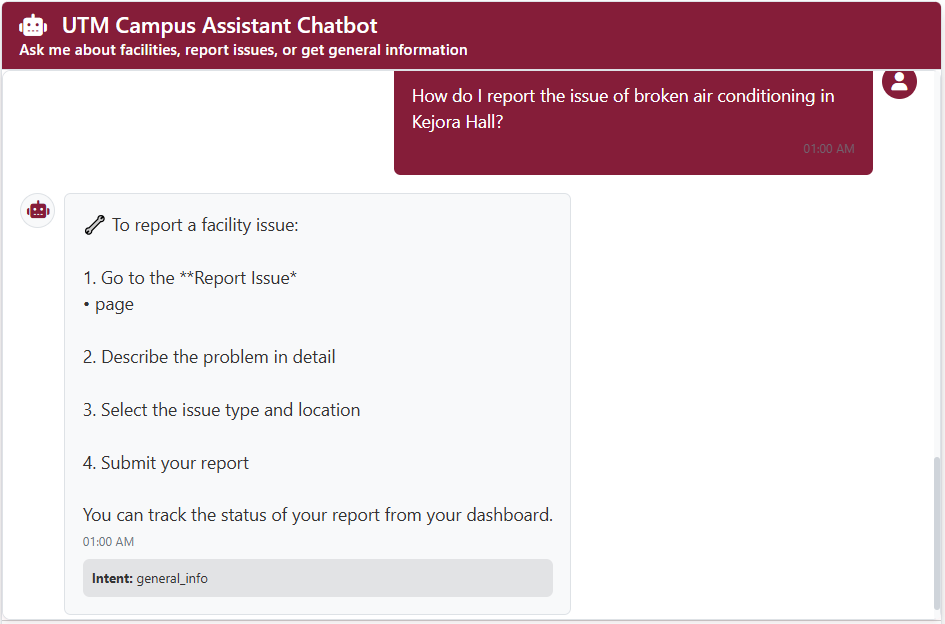 UTM Campus Assistant Chatbot
Ask me about facilities, report issues, or get general information
How do I report the issue of broken air conditioning in
Kejora Hall?
01:00 AM
To report a facility issue:
1. Go to the **Report Issue*
• page
2. Describe the problem in detail
3. Select the issue type and location
4. Submit your report
You can track the status of your report from your dashboard.
01:00 AM
Intent: general_info